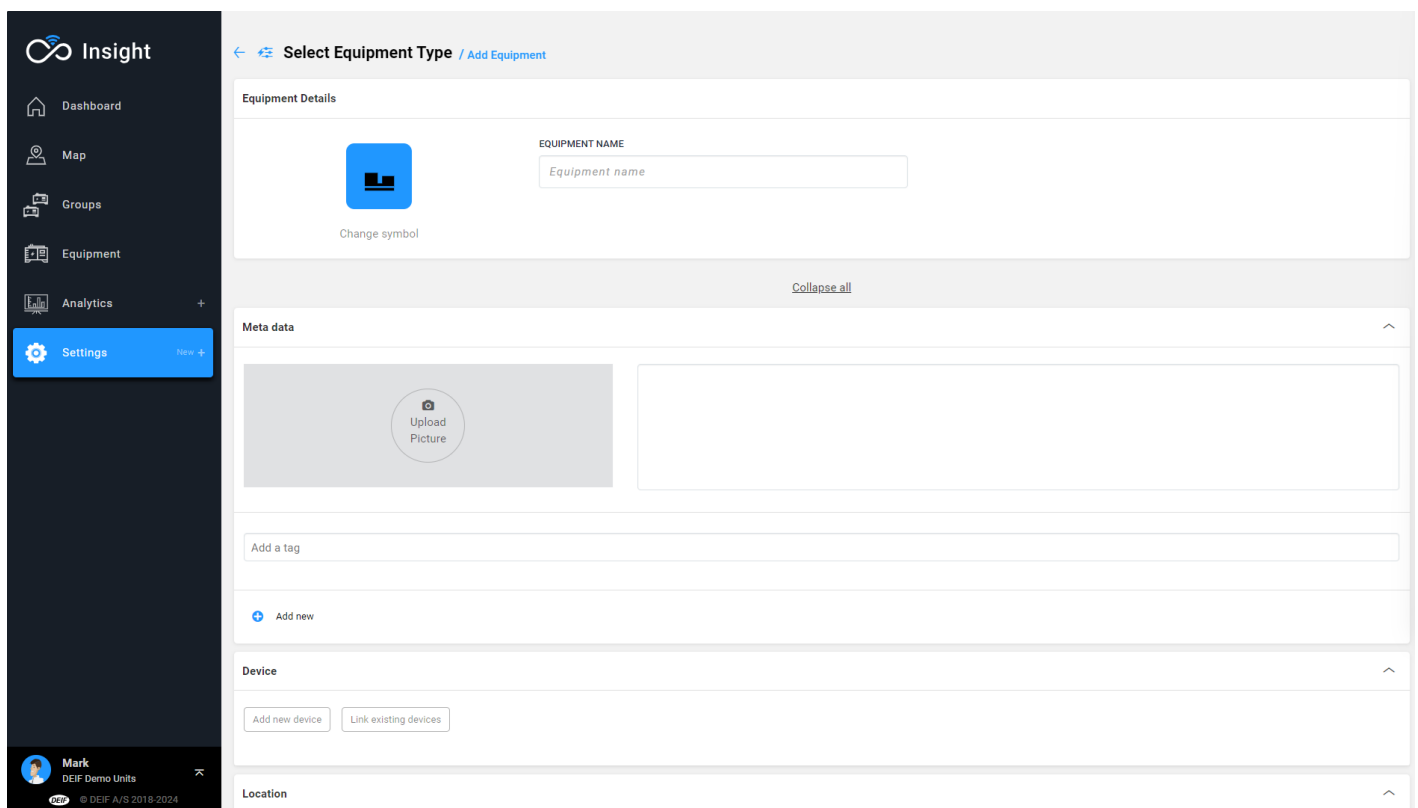 Insight
Dashboard
Map
Groups
Equipment
Analytics +
Settings New +
Mark
DEIF Demo Units
DEIF © DEIF A/S 2018-2024
Select Equipment Type / Add Equipment
Equipment Details
EQUIPMENT NAME
Equipment name
Change symbol
Collapse all
Meta data
Upload
Picture
Add a tag
Add new
Device
Add new device Link existing devices
Location